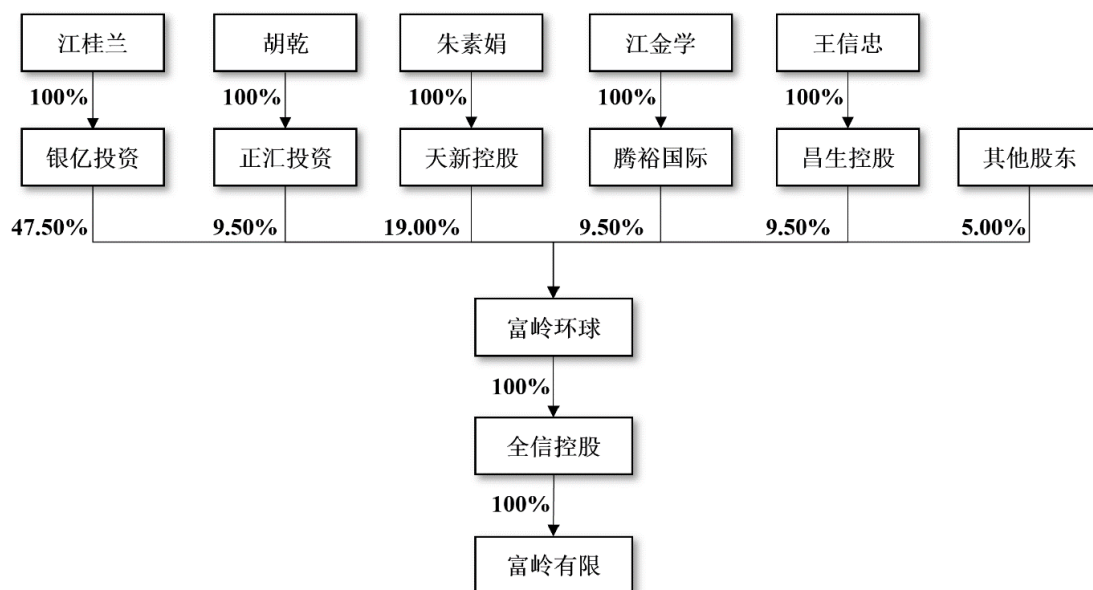 江桂兰 胡乾 朱素娟 江金学 王信忠
100% 100% 100% 100% 100%
银亿投资 正汇投资 天新控股 腾裕国际 昌生控股 其他股东
47.50% 9.50% 19.00% 9.50% 9.50% 5.00%
富岭环球
100%
全信控股
100%
富岭有限